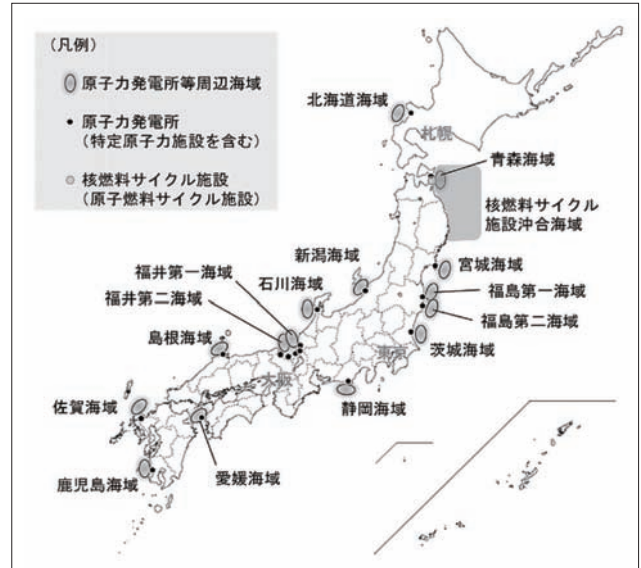 (凡例)
原子力発電所等周辺海域
原子力発電所
(特定原子力施設を含む)
核燃料サイクル施設
(原子燃料サイクル施設)
北海道海域
札幌
青森海域
核燃料サイクル
施設沖合海域
新潟海域
宮城海域
福井第一海域
石川海域
福島第一海域
福井第二海域
福島第二海域
島根海域
東京
茨城海域
大阪
佐賀海域
静岡海域
鹿児島海域
愛媛海域